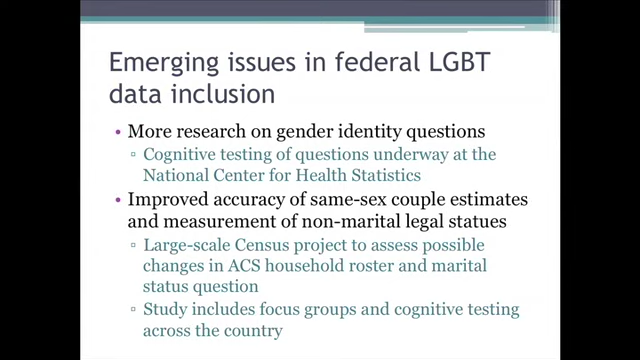 Emerging issues in federal LGBT
data inclusion
• More research on gender identity questions
▫ Cognitive testing of questions underway at the
National Center for Health Statistics
• Improved accuracy of same-sex couple estimates
and measurement of non-marital legal statues
▫ Large-scale Census project to assess possible
changes in ACS household roster and marital
status question
▫ Study includes focus groups and cognitive testing
across the country